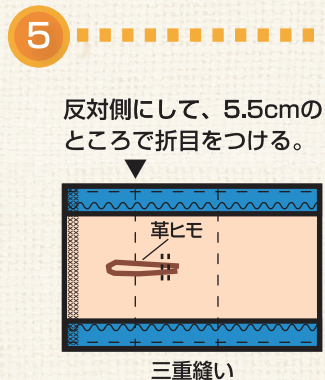 5
反対側にして、5.5cmの
ところで折目をつける。
革ヒモ
三重縫い